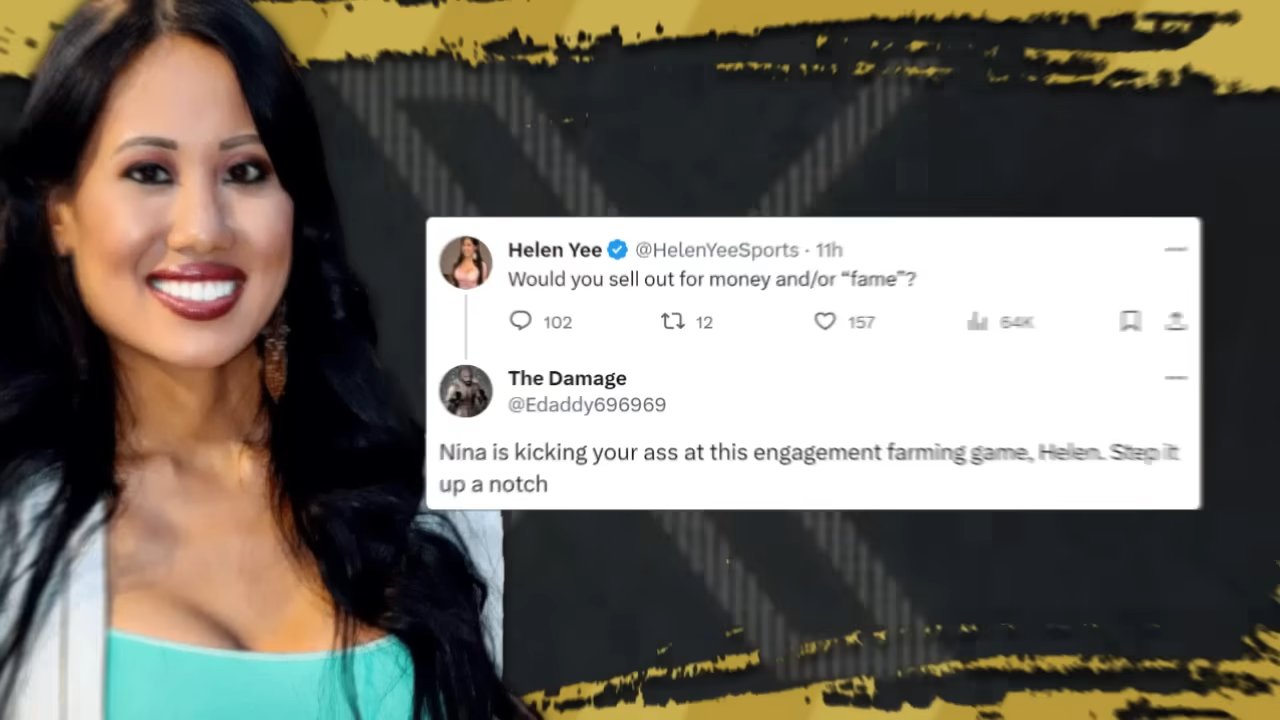 Helen Yee @HelenYeeSports · 11h
Would you sell out for money and/or “fame”?
102 12 157 64K
The Damage
@Edaddy696969
Nina is kicking your ass at this engagement farming game, Helen. Step it
up a notch